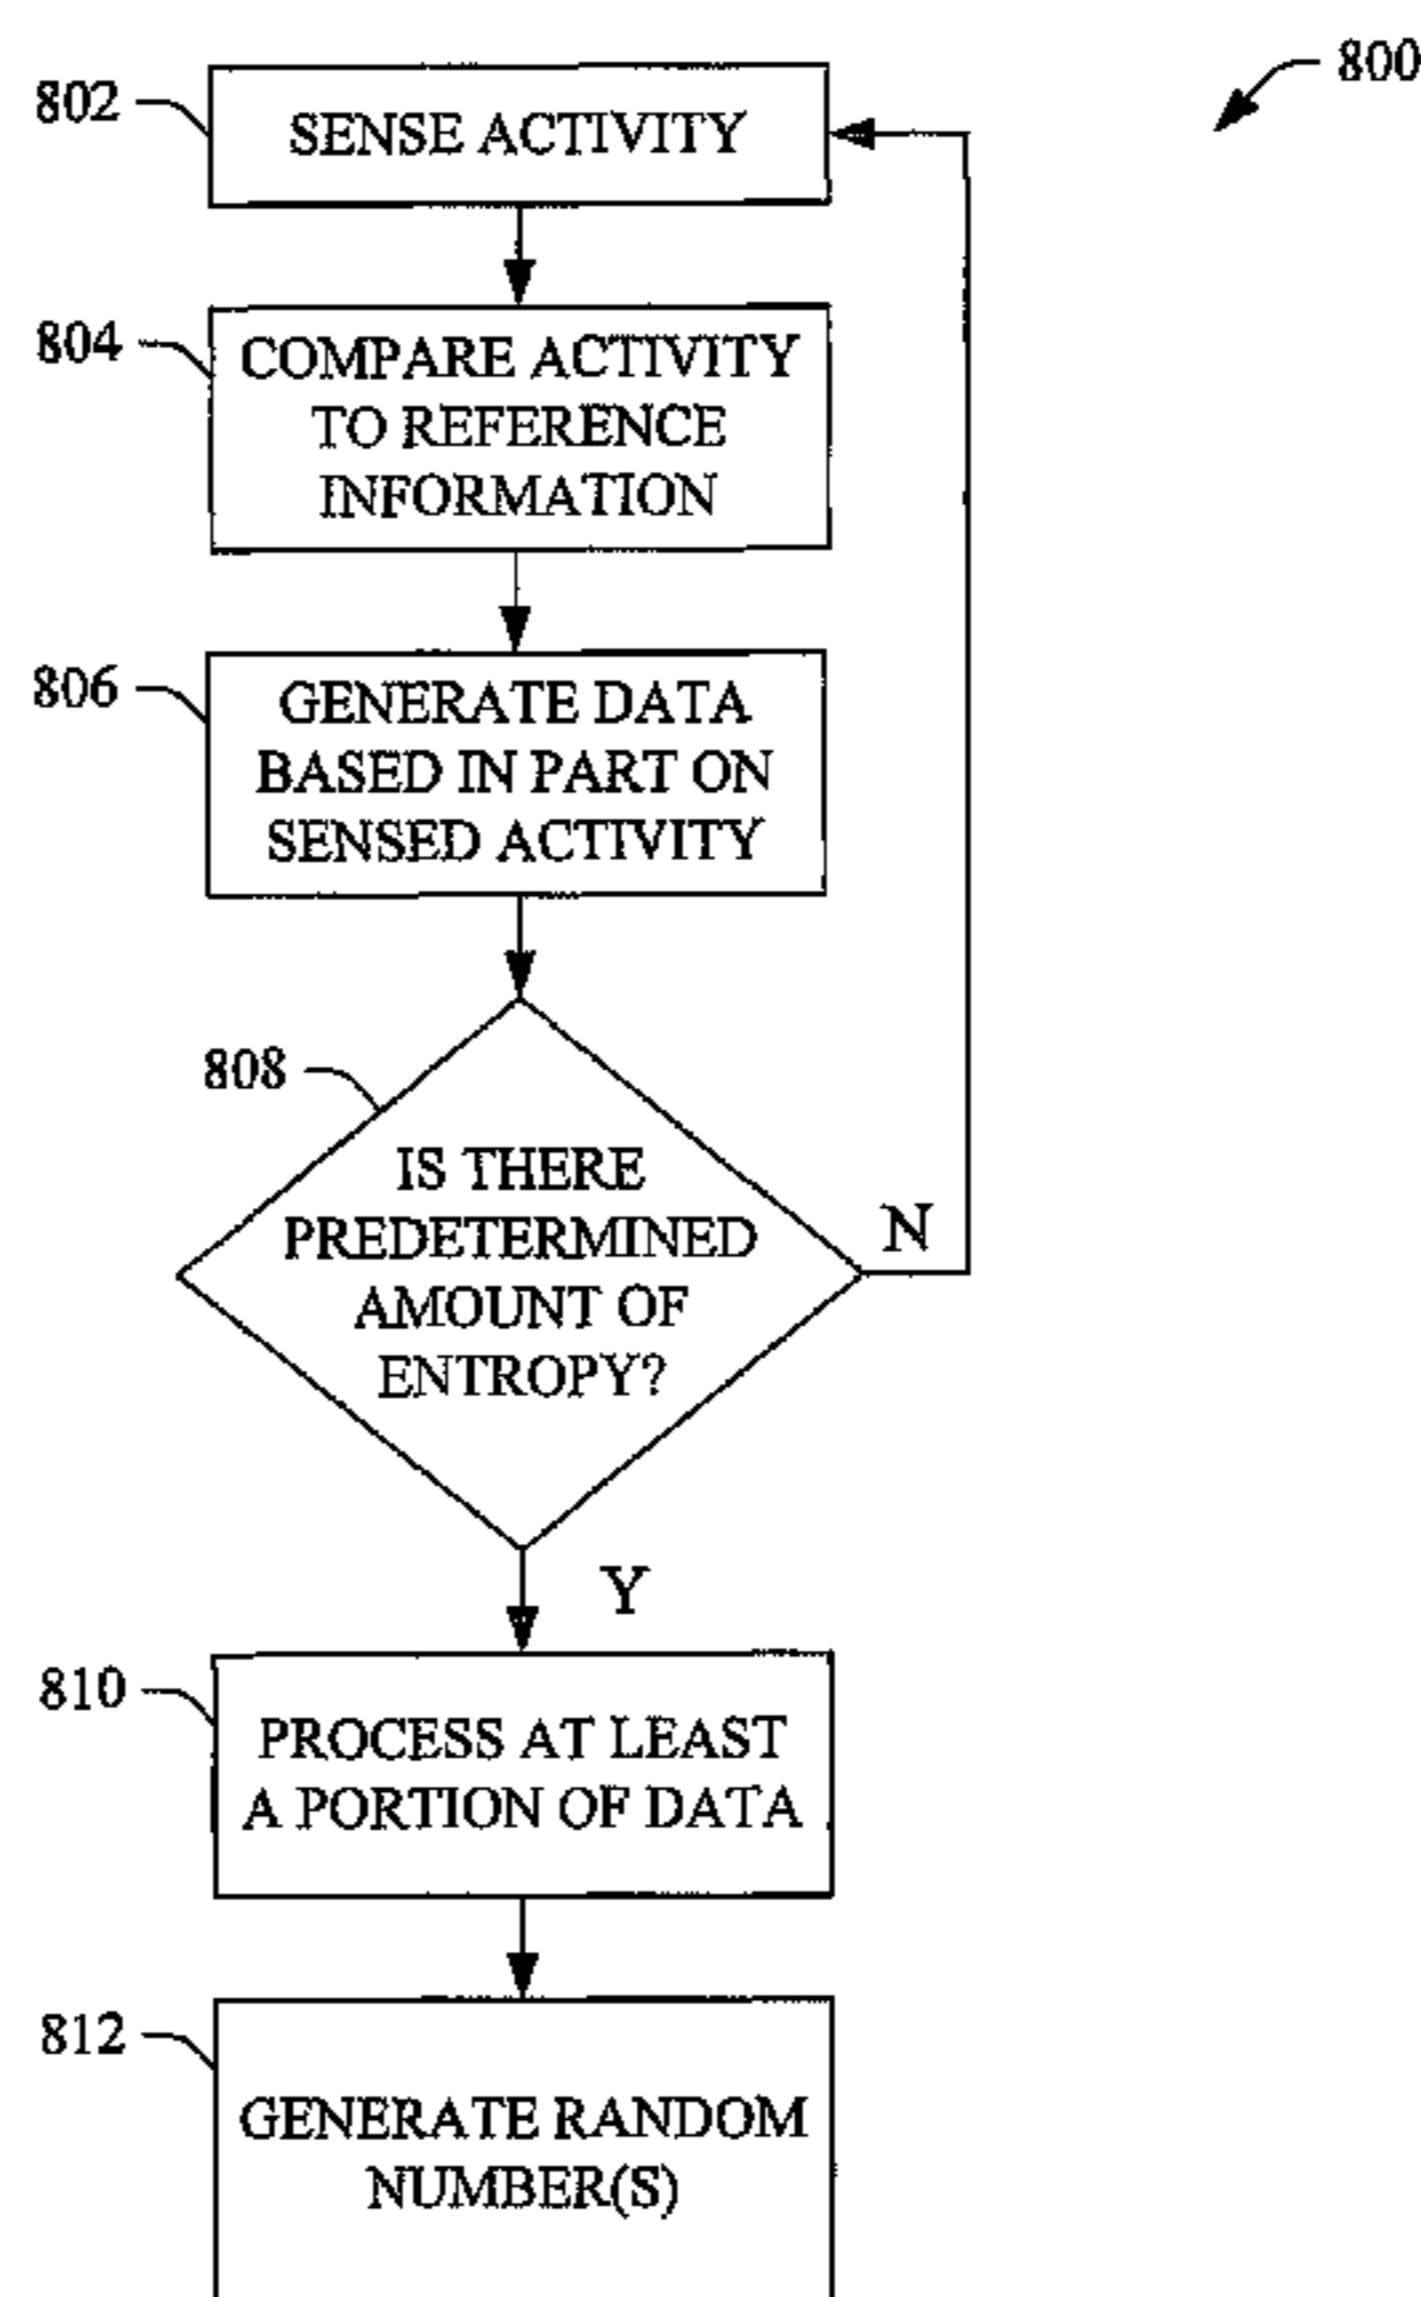 800
802
SENSE ACTIVITY
804
COMPARE ACTIVITY
TO REFERENCE
INFORMATION
806
GENERATE DATA
BASED IN PART ON
SENSED ACTIVITY
808
IS THERE
PREDETERMINED
AMOUNT OF
ENTROPY?
N
Y
810
PROCESS AT LEAST
A PORTION OF DATA
812
GENERATE RANDOM
NUMBER(S)